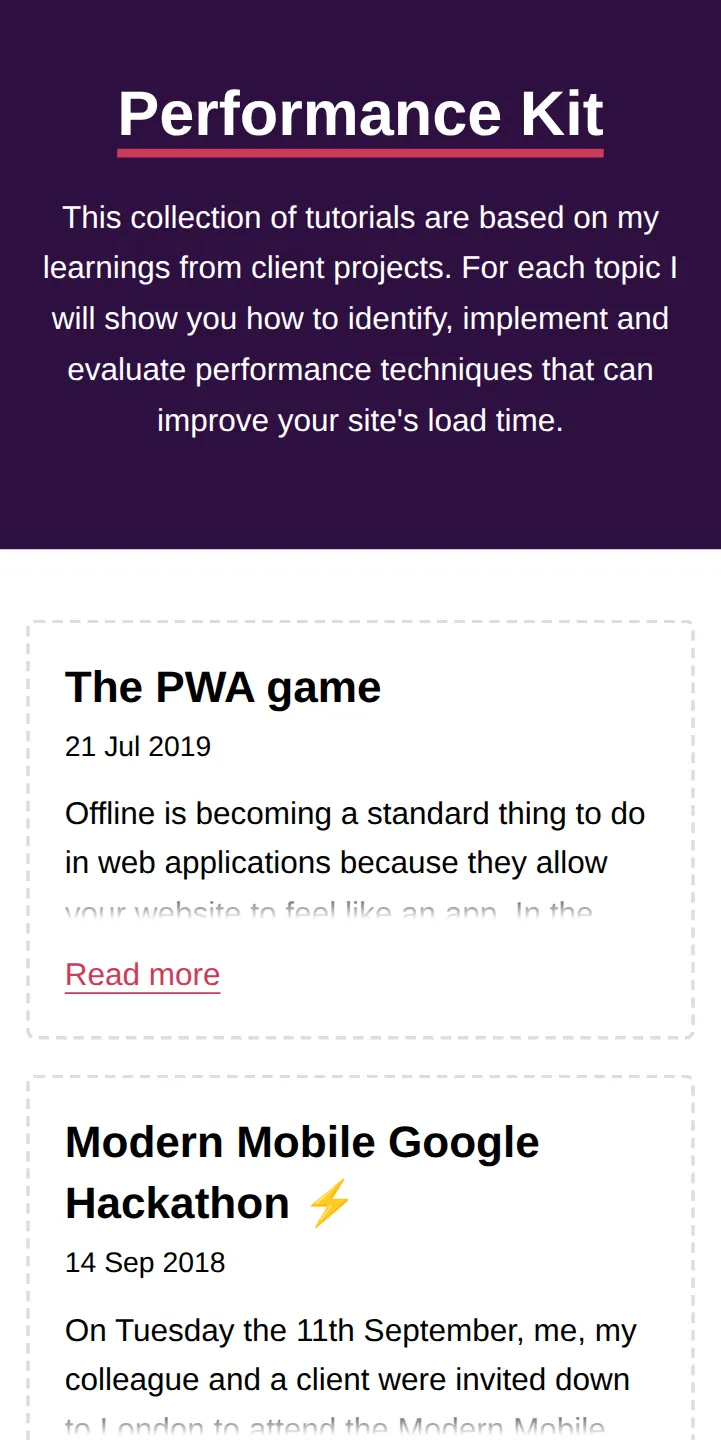 Performance Kit
This collection of tutorials are based on my
learnings from client projects. For each topic I
will show you how to identify, implement and
evaluate performance techniques that can
improve your site's load time.
The PWA game
21 Jul 2019
Offline is becoming a standard thing to do
in web applications because they allow
your website to feel like an app. In the
Read more
Modern Mobile Google
Hackathon ⚡
14 Sep 2018
On Tuesday the 11th September, me, my
colleague and a client were invited down
to London to attend the Modern Mobile